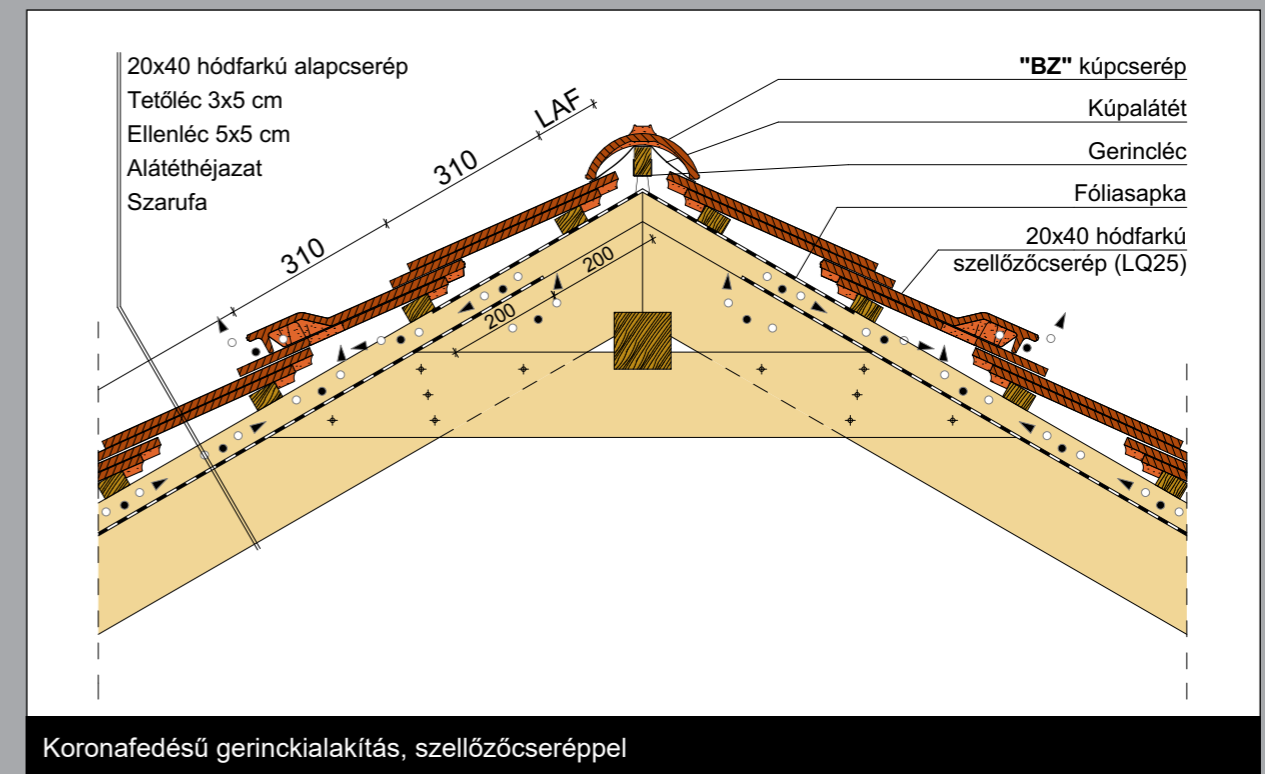 20x40 hódfarkú alapcserép
Tetőléc 3x5 cm
Ellenléc 5x5 cm
Alátéthéjazat
Szarufa
310
310
LAF
200
200
"BZ" kúpcserép
Kúpalátét
Gerincléc
Fóliasapka
20x40 hódfarkú
szellőzőcserép (LQ25)
Koronafedésű gerinckialakítás, szellőzőcseréppel